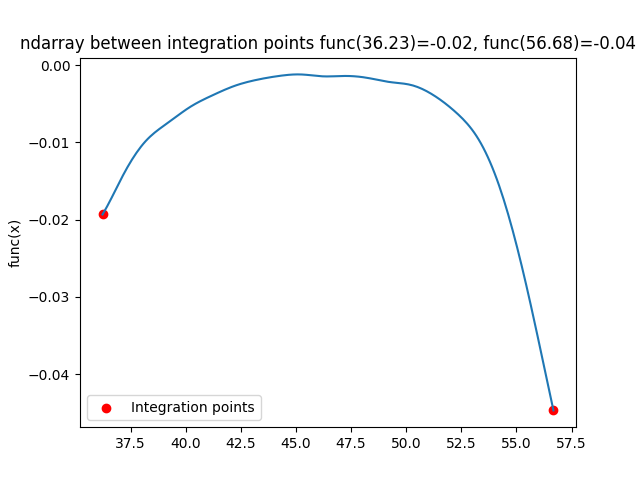 ndarray between integration points func(36.23)=-0.02, func(56.68)=-0.04
0.00
−0.01
−0.02
−0.03
−0.04
func(x)
Integration points
37.5 40.0 42.5 45.0 47.5 50.0 52.5 55.0 57.5